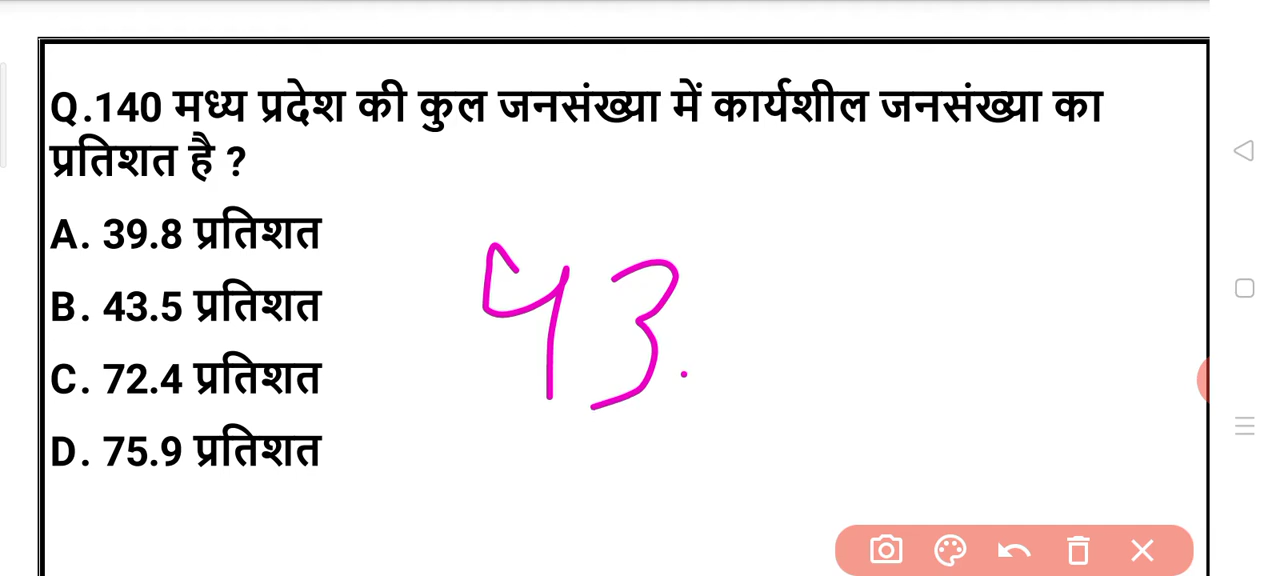 Q.140 मध्य प्रदेश की कुल जनसंख्या में कार्यशील जनसंख्या का
प्रतिशत है ?
A. 39.8 प्रतिशत
B. 43.5 प्रतिशत
C. 72.4 प्रतिशत
D. 75.9 प्रतिशत
43.